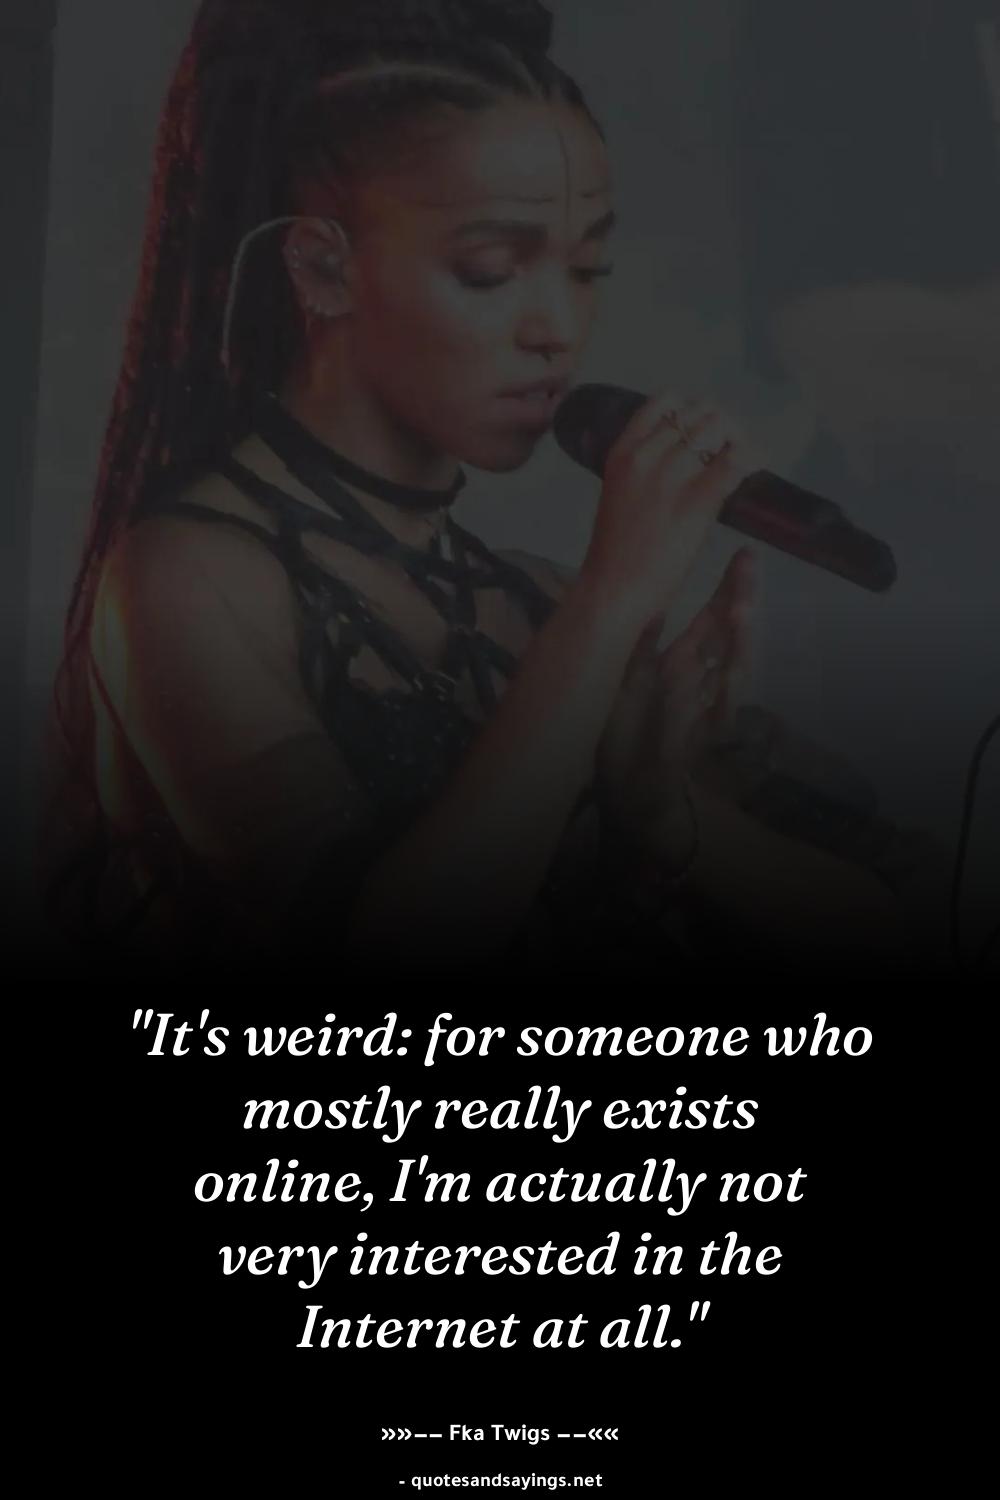 "It's weird: for someone who
mostly really exists
online, I'm actually not
very interested in the
Internet at all."
»»−− Fka Twigs −−««
- quotesandsayings.net